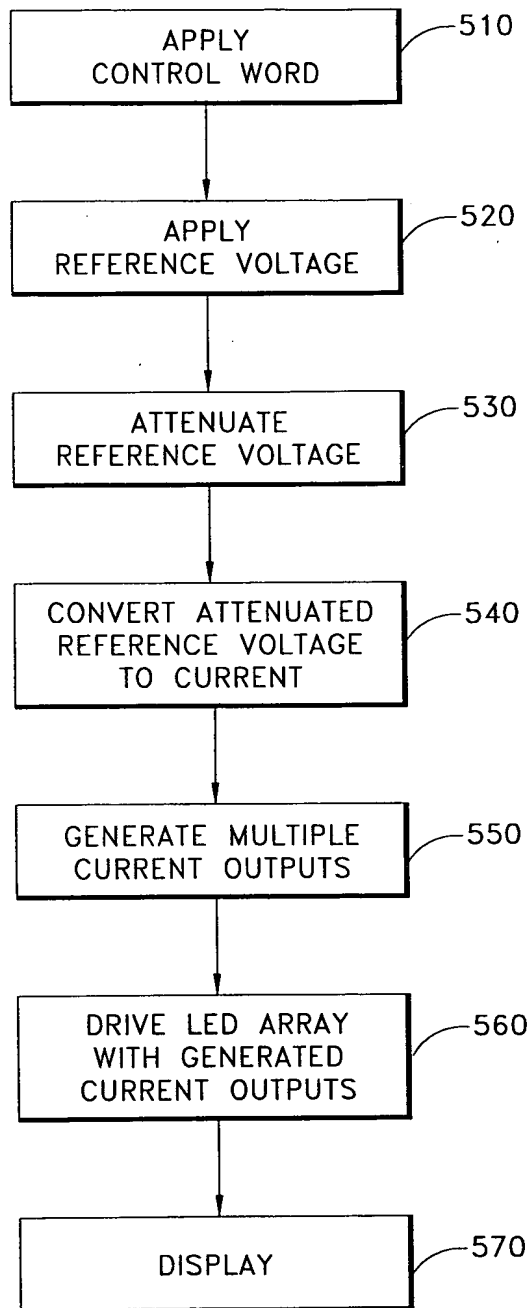 APPLY
CONTROL WORD
510
APPLY
REFERENCE VOLTAGE
520
ATTENUATE
REFERENCE VOLTAGE
530
CONVERT ATTENUATED
REFERENCE VOLTAGE
TO CURRENT
540
GENERATE MULTIPLE
CURRENT OUTPUTS
550
DRIVE LED ARRAY
WITH GENERATED
CURRENT OUTPUTS
560
DISPLAY
570